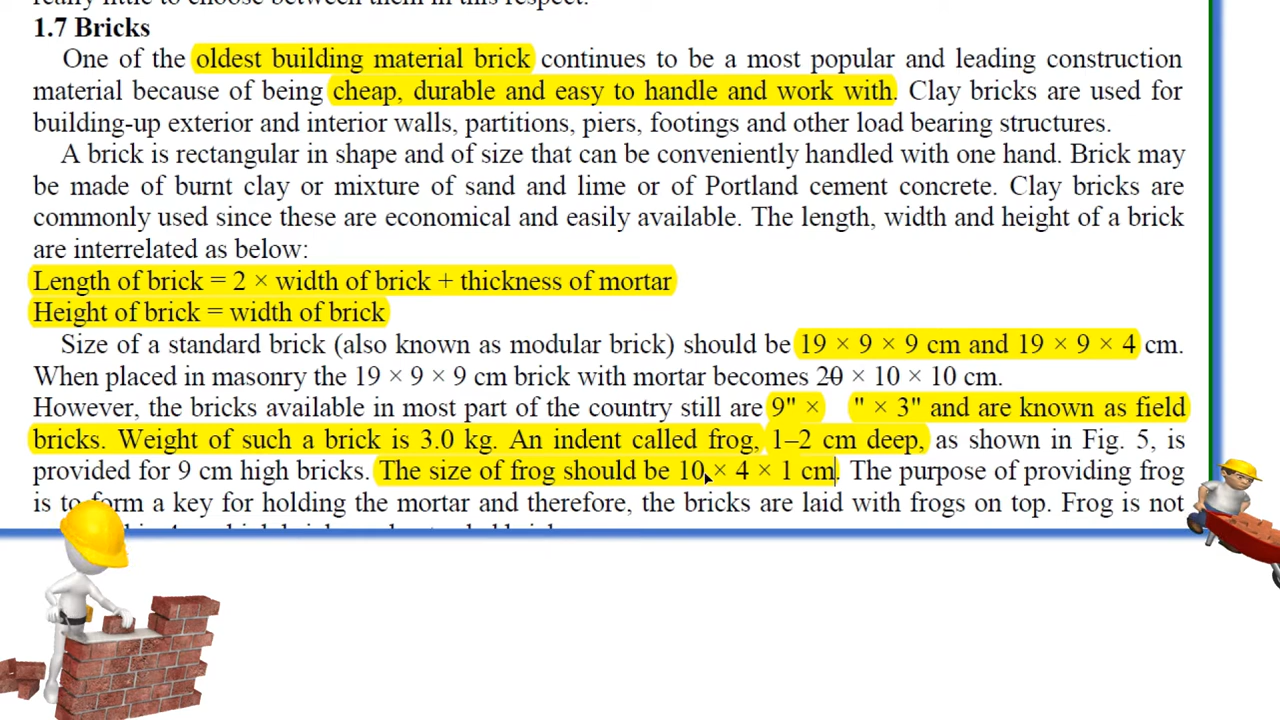 really little to choose between them in this respect.
1.7 Bricks
One of the oldest building material brick continues to be a most popular and leading construction
material because of being cheap, durable and easy to handle and work with. Clay bricks are used for
building-up exterior and interior walls, partitions, piers, footings and other load bearing structures.
A brick is rectangular in shape and of size that can be conveniently handled with one hand. Brick may
be made of burnt clay or mixture of sand and lime or of Portland cement concrete. Clay bricks are
commonly used since these are economical and easily available. The length, width and height of a brick
are interrelated as below:
Length of brick = 2 × width of brick + thickness of mortar
Height of brick = width of brick
Size of a standard brick (also known as modular brick) should be 19 × 9 × 9 cm and 19 × 9 × 4 cm.
When placed in masonry the 19 × 9 × 9 cm brick with mortar becomes 20 × 10 × 10 cm.
However, the bricks available in most part of the country still are 9" × " × 3" and are known as field
bricks. Weight of such a brick is 3.0 kg. An indent called frog, 1–2 cm deep, as shown in Fig. 5, is
provided for 9 cm high bricks. The size of frog should be 10 × 4 × 1 cm. The purpose of providing frog
is to form a key for holding the mortar and therefore, the bricks are laid with frogs on top. Frog is not